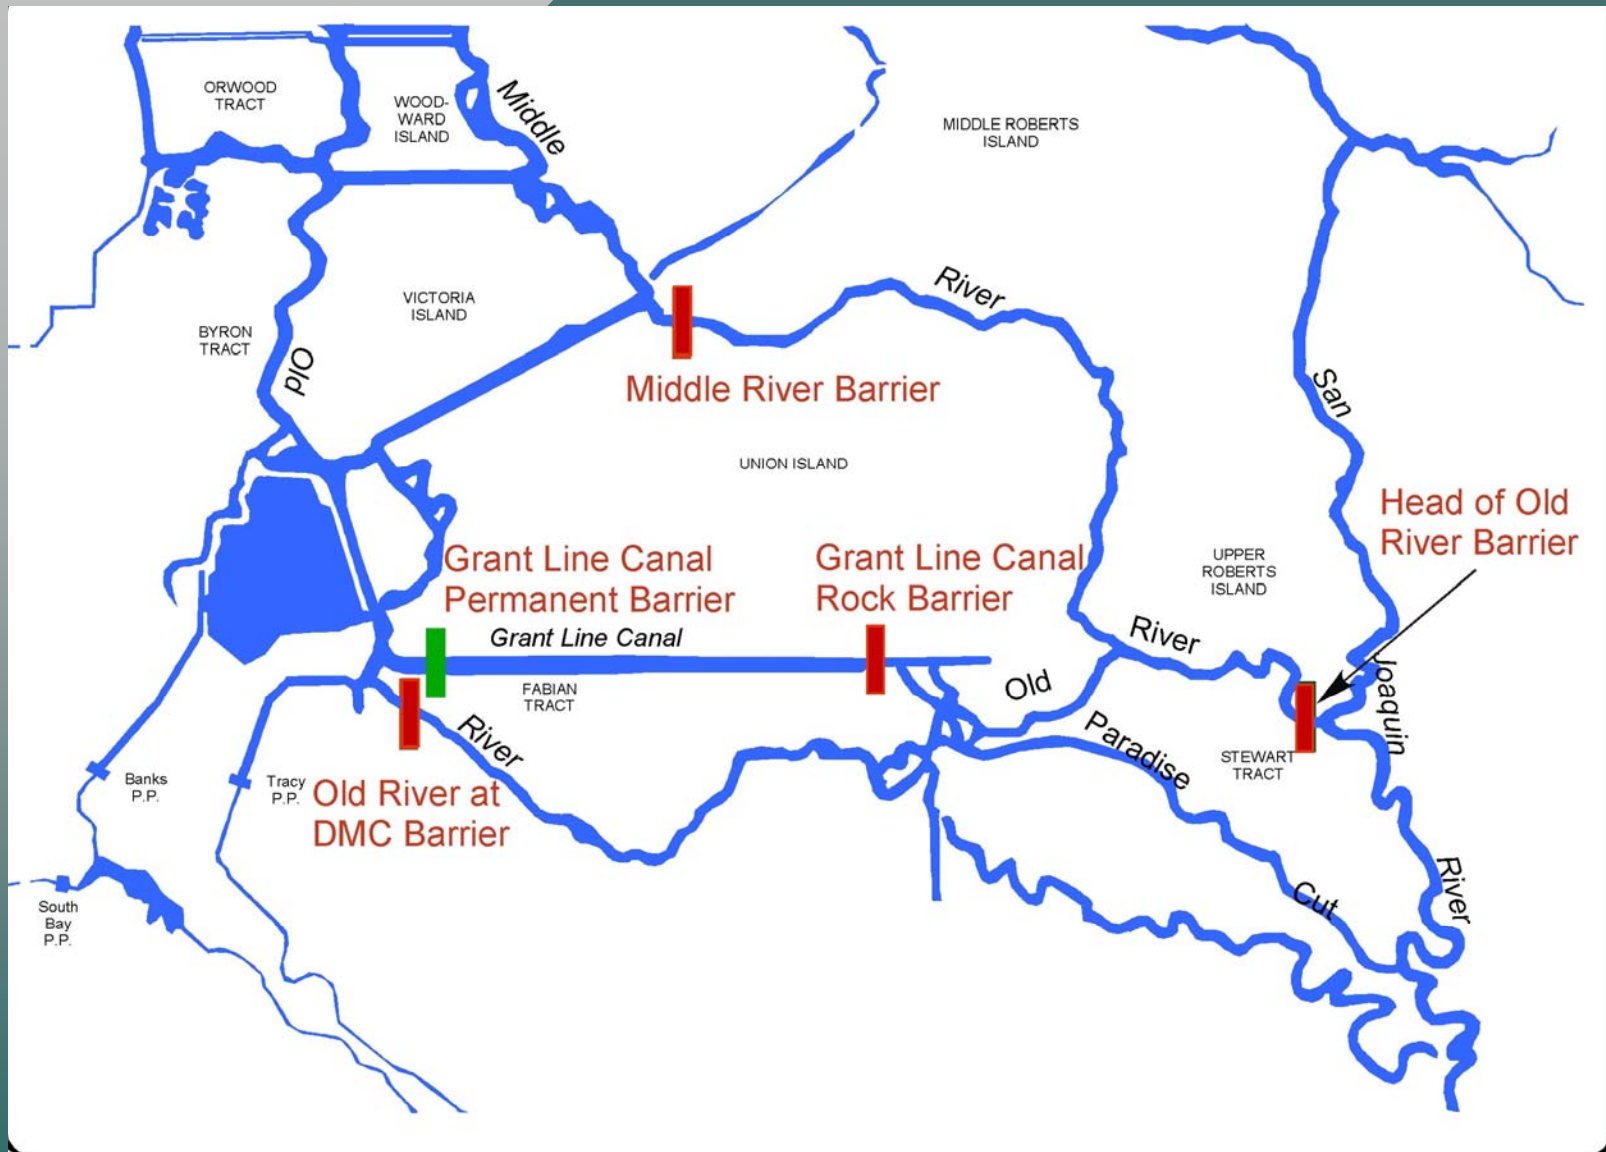 ORWOOD
TRACT
WOOD-
WARD
ISLAND
Middle
MIDDLE ROBERTS
ISLAND
VICTORIA
ISLAND
BYRON
TRACT
Old
River
San
Middle River Barrier
UNION ISLAND
Head of Old
River Barrier
Grant Line Canal
Permanent Barrier
Grant Line Canal
Rock Barrier
UPPER
ROBERTS
ISLAND
Grant Line Canal
River
Joaquin
FABIAN
TRACT
Old
River
Paradise
STEWART
TRACT
Banks
P.P.
Tracy
P.P.
Old River at
DMC Barrier
Cut
River
South
Bay
P.P.